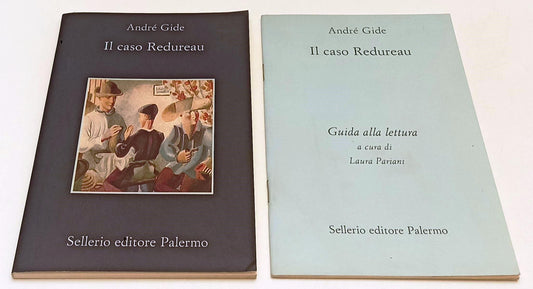 André Gide
Il caso Redureau
Sellerio editore Palermo
André Gide
Il caso Redureau
Guida alla lettura
a cura di
Laura Pariani
Sellerio editore Palermo